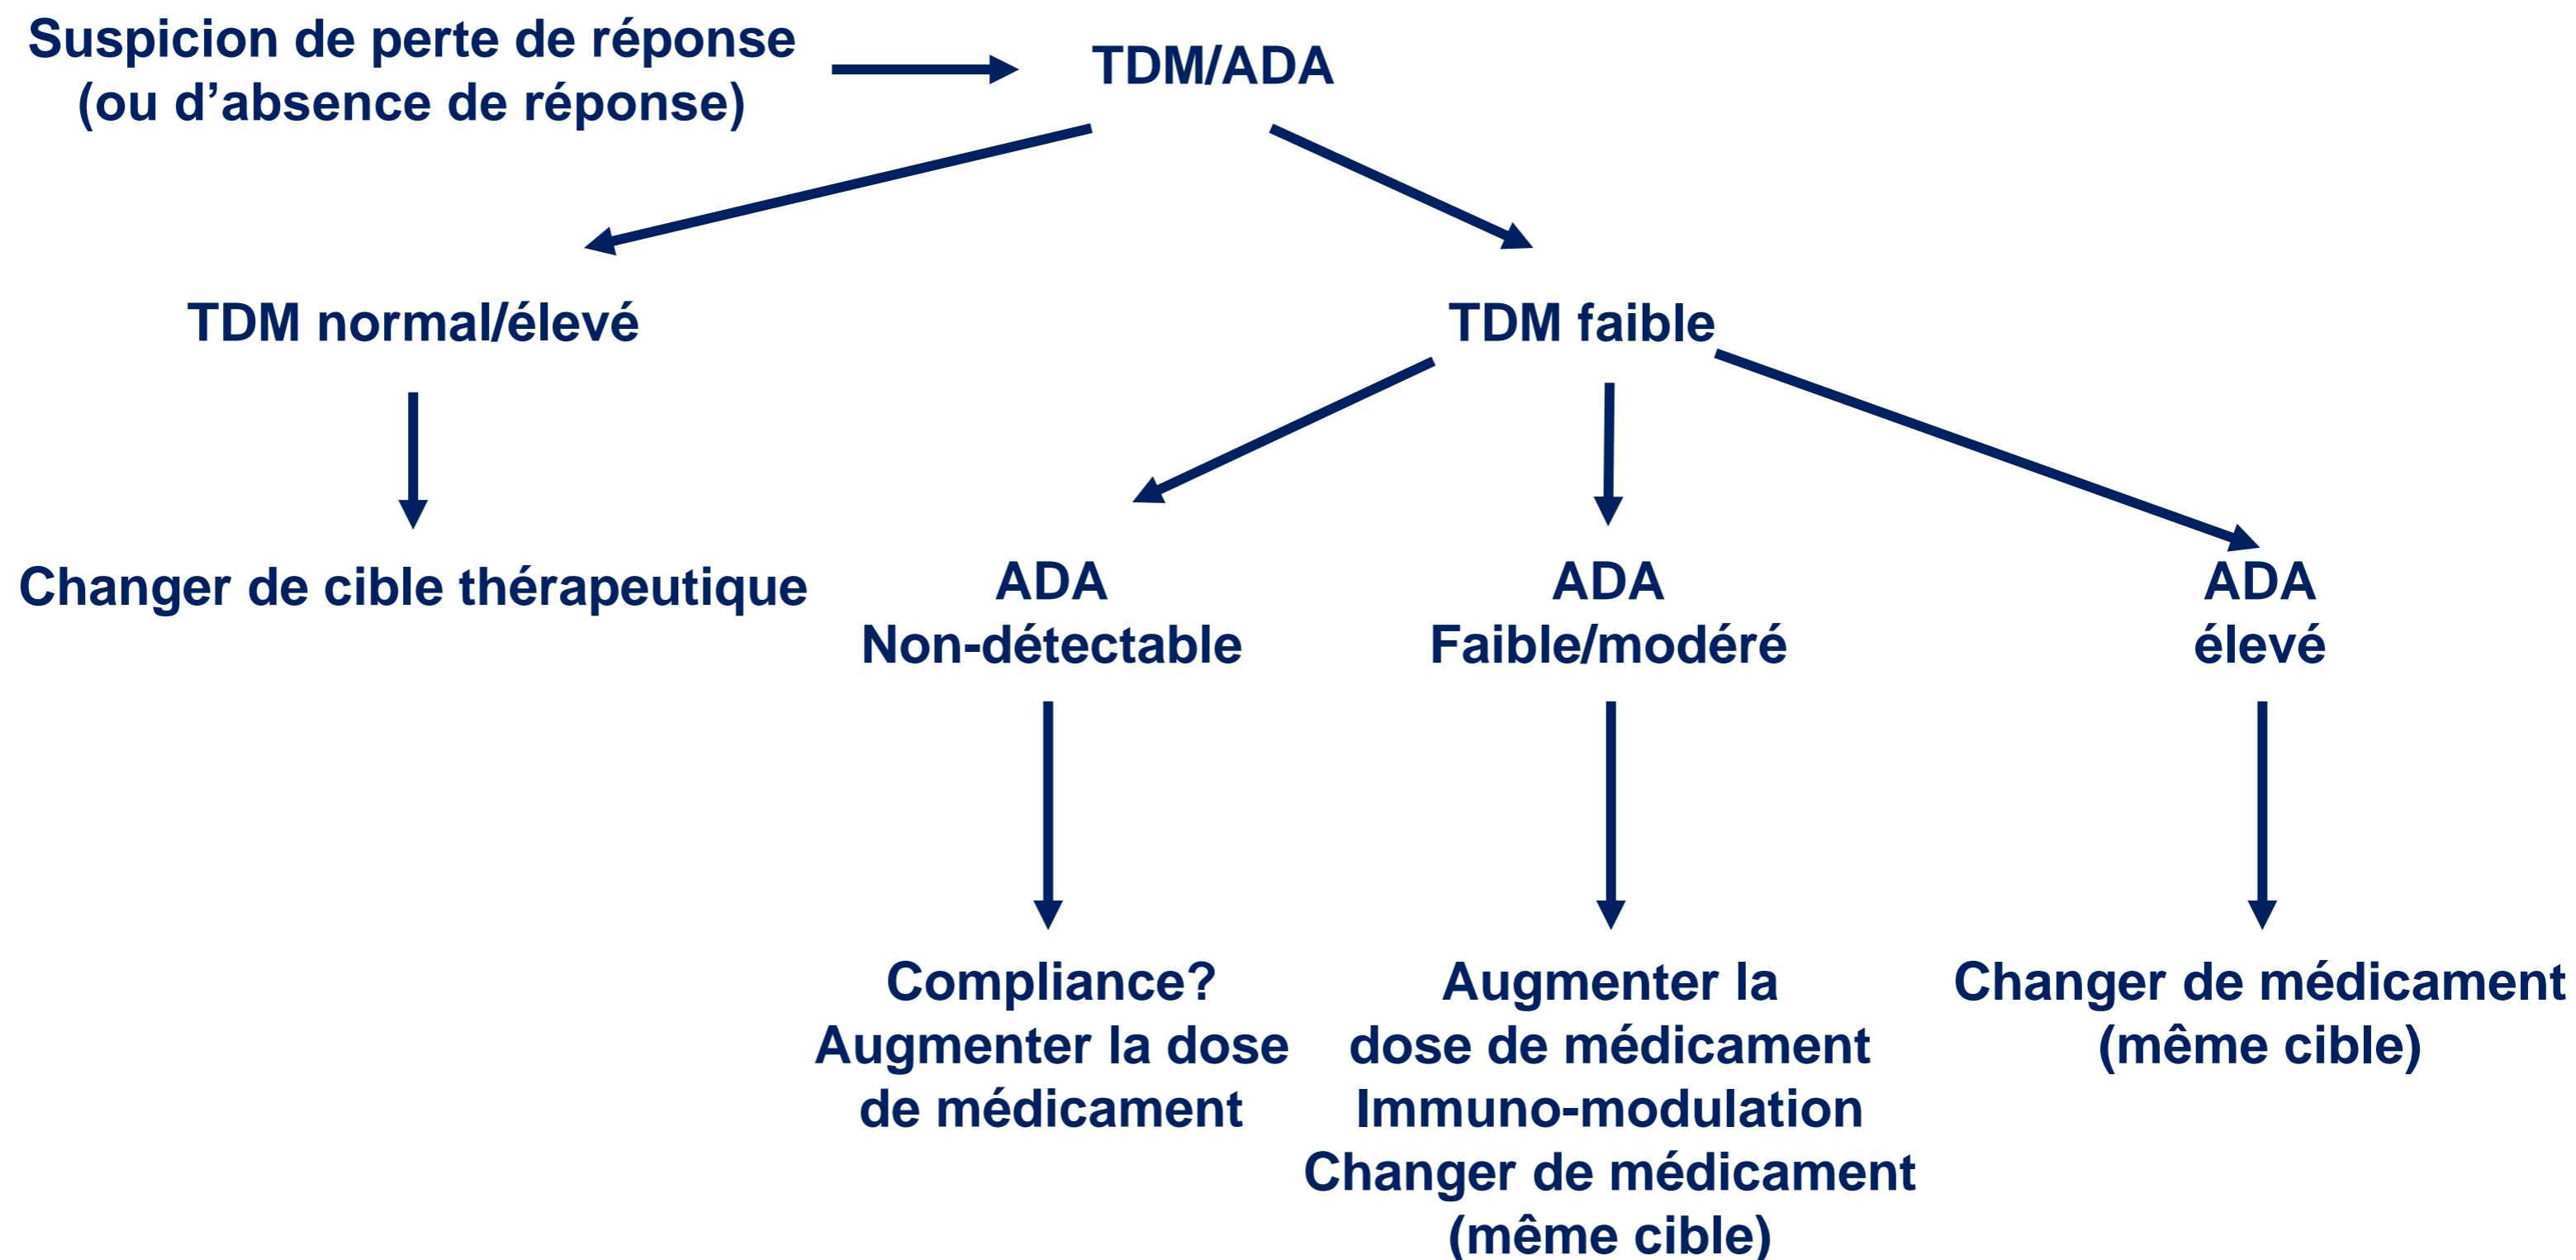 Suspicion de perte de réponse
(ou d’absence de réponse)
TDM/ADA
TDM normal/élevé
TDM faible
Changer de cible thérapeutique
ADA
Non-détectable
ADA
Faible/modéré
ADA
élevé
Compliance?
Augmenter la dose
de médicament
Augmenter la
dose de médicament
Immuno-modulation
Changer de médicament
(même cible)
Changer de médicament
(même cible)